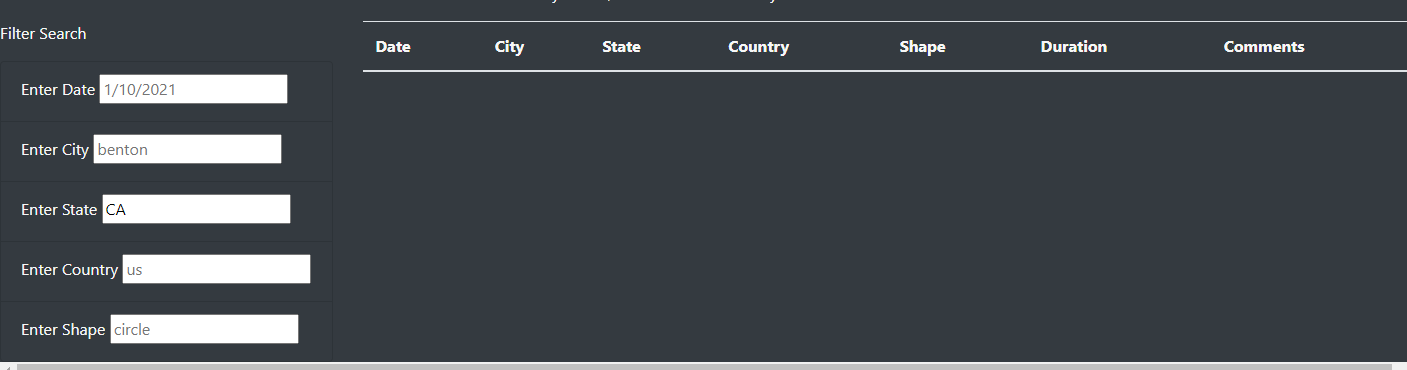 Filter Search
Date City State Country Shape Duration Comments
Enter Date 1/10/2021
Enter City benton
Enter State CA
Enter Country us
Enter Shape circle